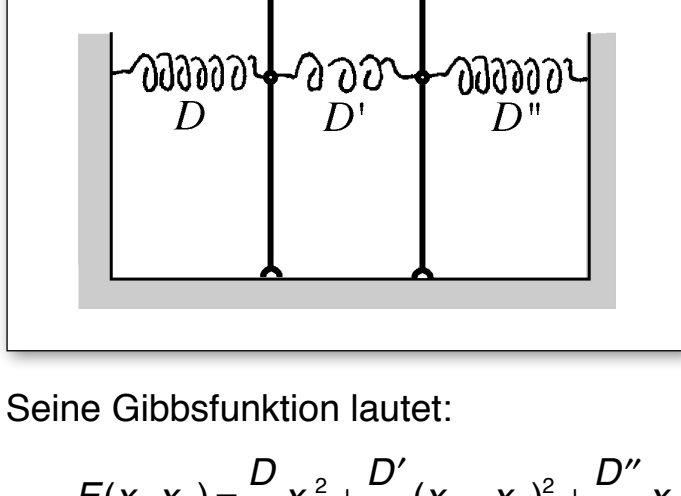 D D' D"
Seine Gibbsfunktion lautet:
D D′ D″